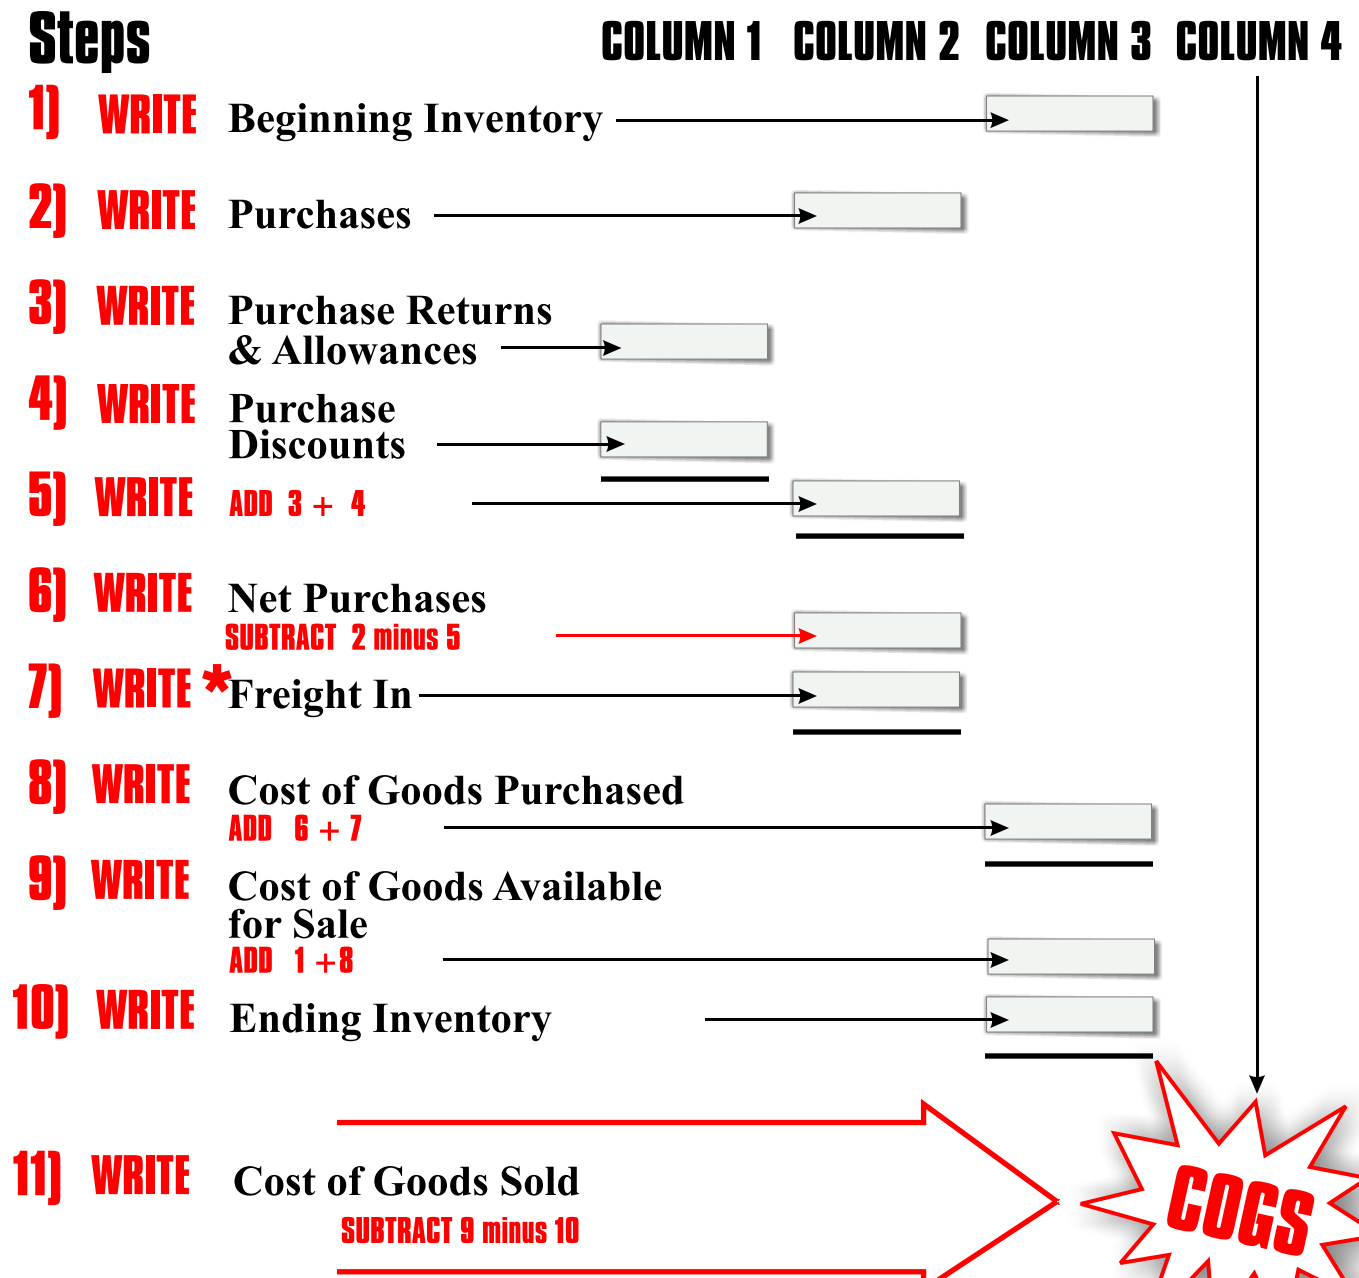 Steps COLUMN 1 COLUMN 2 COLUMN 3 COLUMN 4
1) WRITE Beginning Inventory
2) WRITE Purchases
3) WRITE Purchase Returns
& Allowances
4) WRITE Purchase
Discounts
5) WRITE ADD 3 + 4
6) WRITE Net Purchases
SUBTRACT 2 minus 5
7) WRITE *Freight In
8) WRITE Cost of Goods Purchased
ADD 6 + 7
9) WRITE Cost of Goods Available
for Sale
ADD 1 +8
10) WRITE Ending Inventory
11) WRITE Cost of Goods Sold
SUBTRACT 9 minus 10
COGS